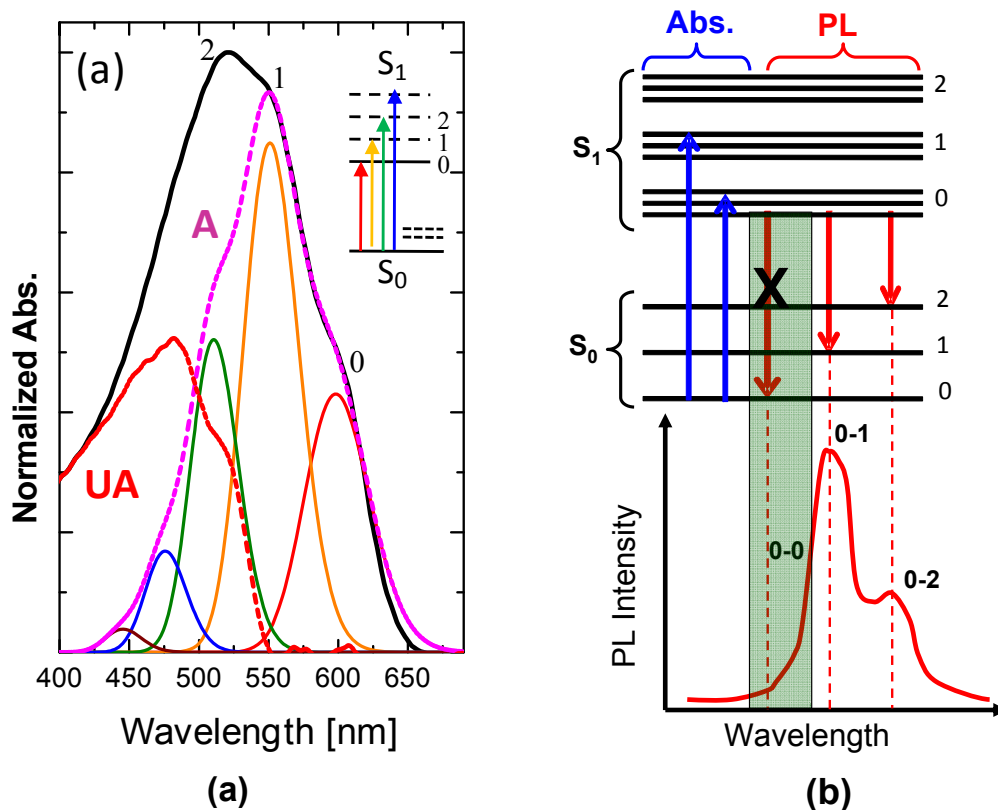 (a)
2
1
0
A
UA
S1
2
1
0
S0
Normalized Abs.
400 450 500 550 600 650
Wavelength [nm]
(a)
Abs. PL
S1
2
1
0
X
S0
2
1
0
0-1
0-0
0-2
PL Intensity
Wavelength
(b)